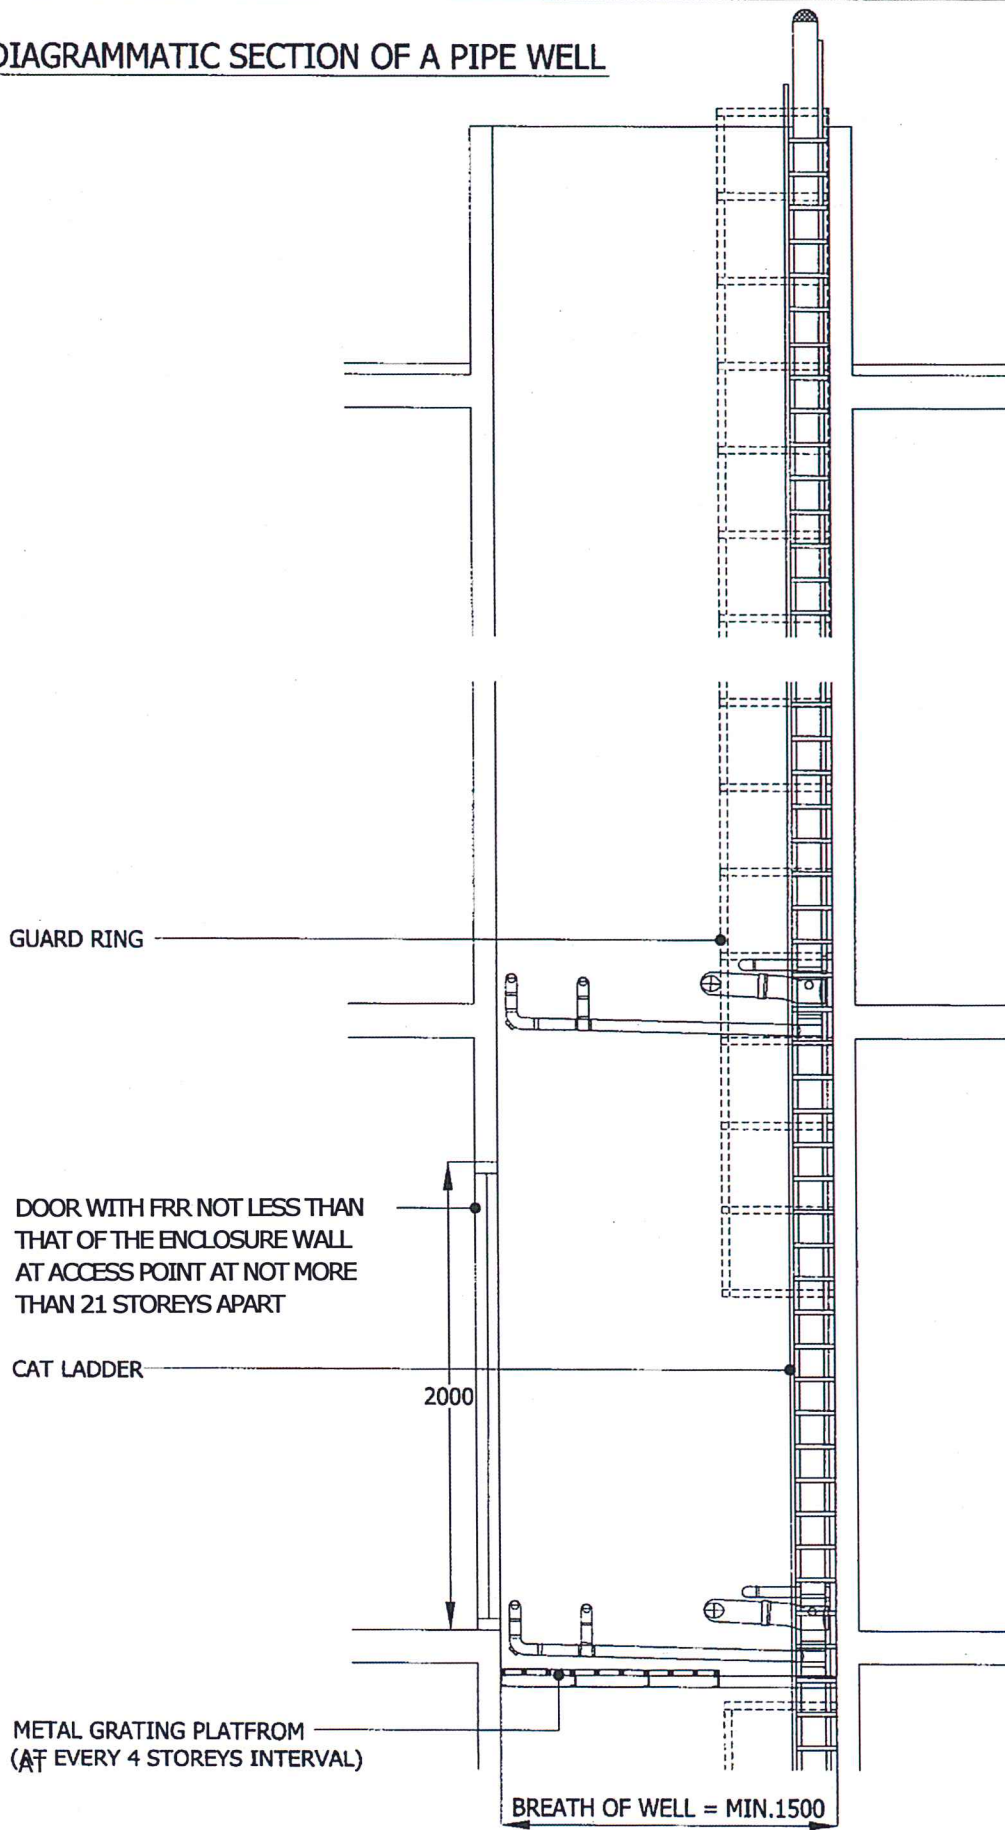 DIAGRAMMATIC SECTION OF A PIPE WELL
GUARD RING
DOOR WITH FRR NOT LESS THAN
THAT OF THE ENCLOSURE WALL
AT ACCESS POINT AT NOT MORE
THAN 21 STOREYS APART
CAT LADDER
2000
METAL GRATING PLATFROM
(AT EVERY 4 STOREYS INTERVAL)
BREATH OF WELL = MIN.1500